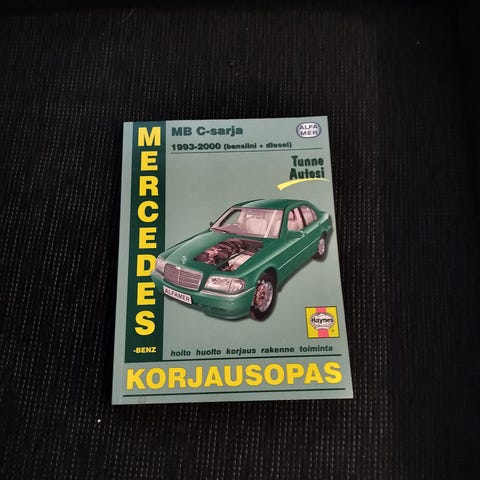 MERCEDES
-BENZ
MB C-sarja
1993-2000 (bensiini + diesel)
ALFA
MER
Tunne
Autosi
ALFAMER
Haynes
hoito huolto korjaus rakenne toiminta
KORJAUSOPAS